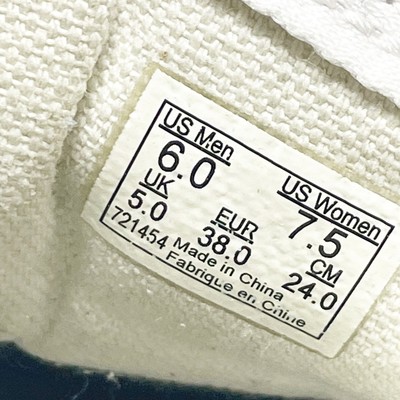 US Men US Women
6.0 7.5
UK EUR CM
5.0 38.0 24.0
721454 Made in China
Fabrique en Chine